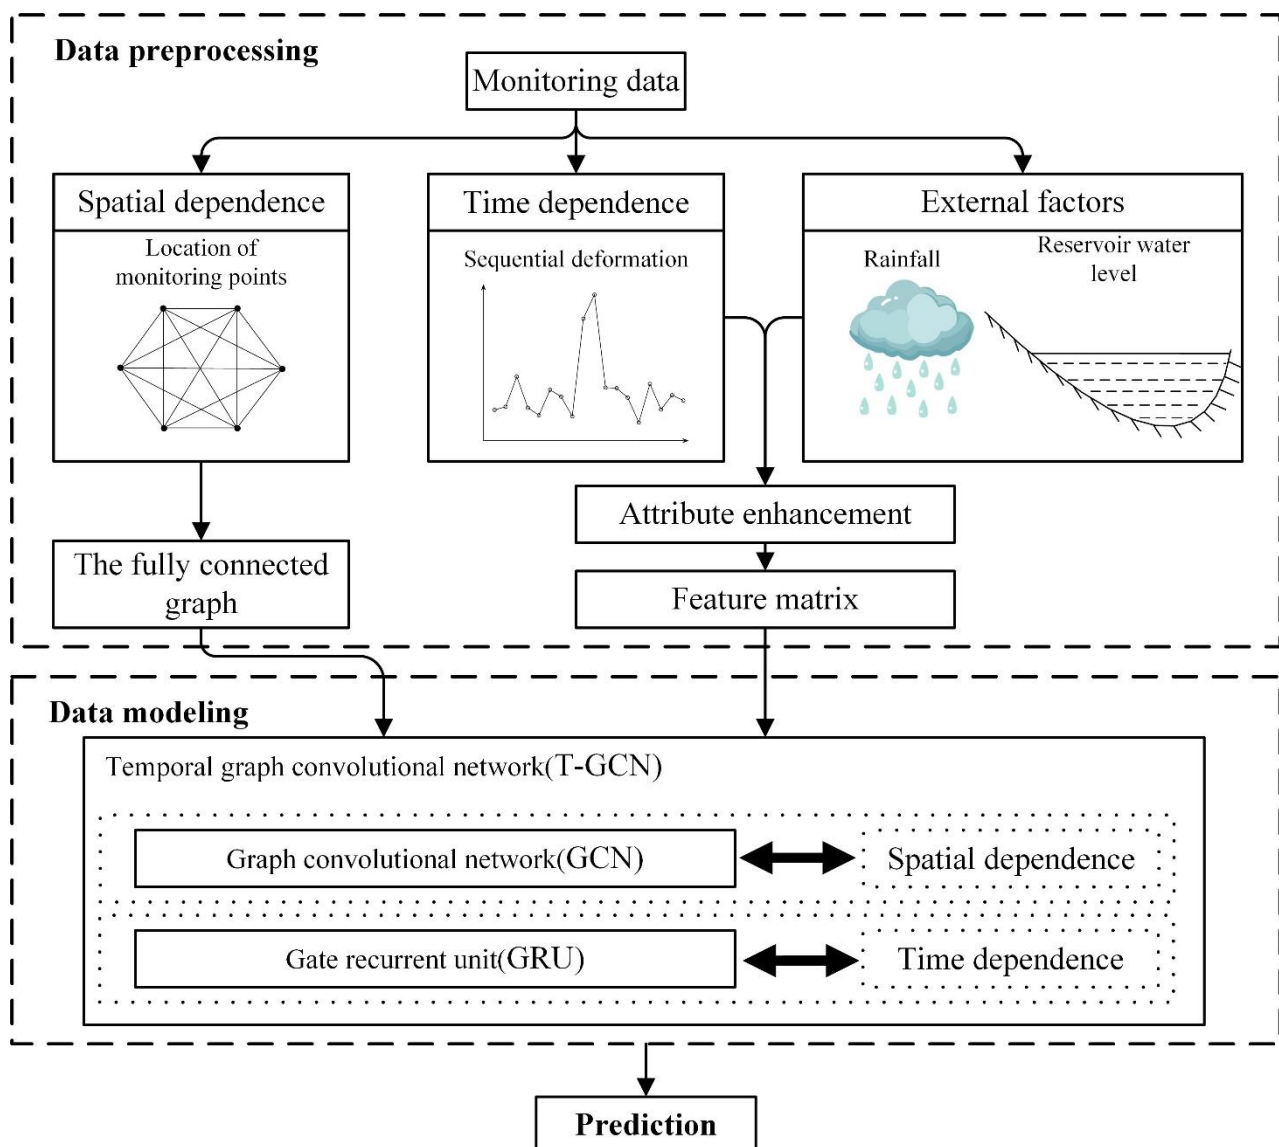 Data preprocessing
Monitoring data
Spatial dependence
Location of
monitoring points
Time dependence
Sequential deformation
External factors
Rainfall
Reservoir water
level
Attribute enhancement
The fully connected
graph
Feature matrix
Data modeling
Temporal graph convolutional network(T-GCN)
Graph convolutional network(GCN)
Spatial dependence
Gate recurrent unit(GRU)
Time dependence
Prediction